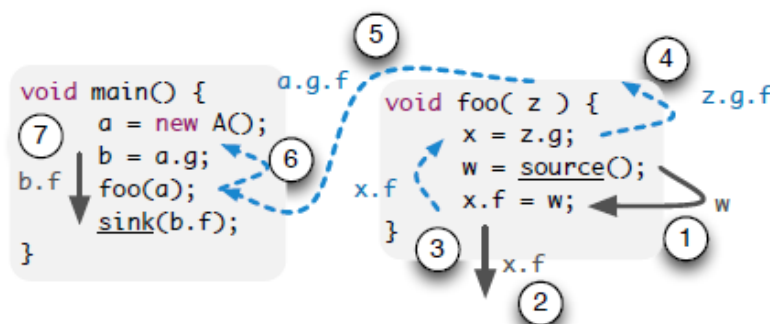 5
4
a.g.f
z.g.f
void main() {
a = new A();
b = a.g;
foo(a);
sink(b.f);
}
7
b.f
6
void foo( z ) {
x = z.g;
w = source();
x.f = w;
}
x.f
w
1
3
x.f
2